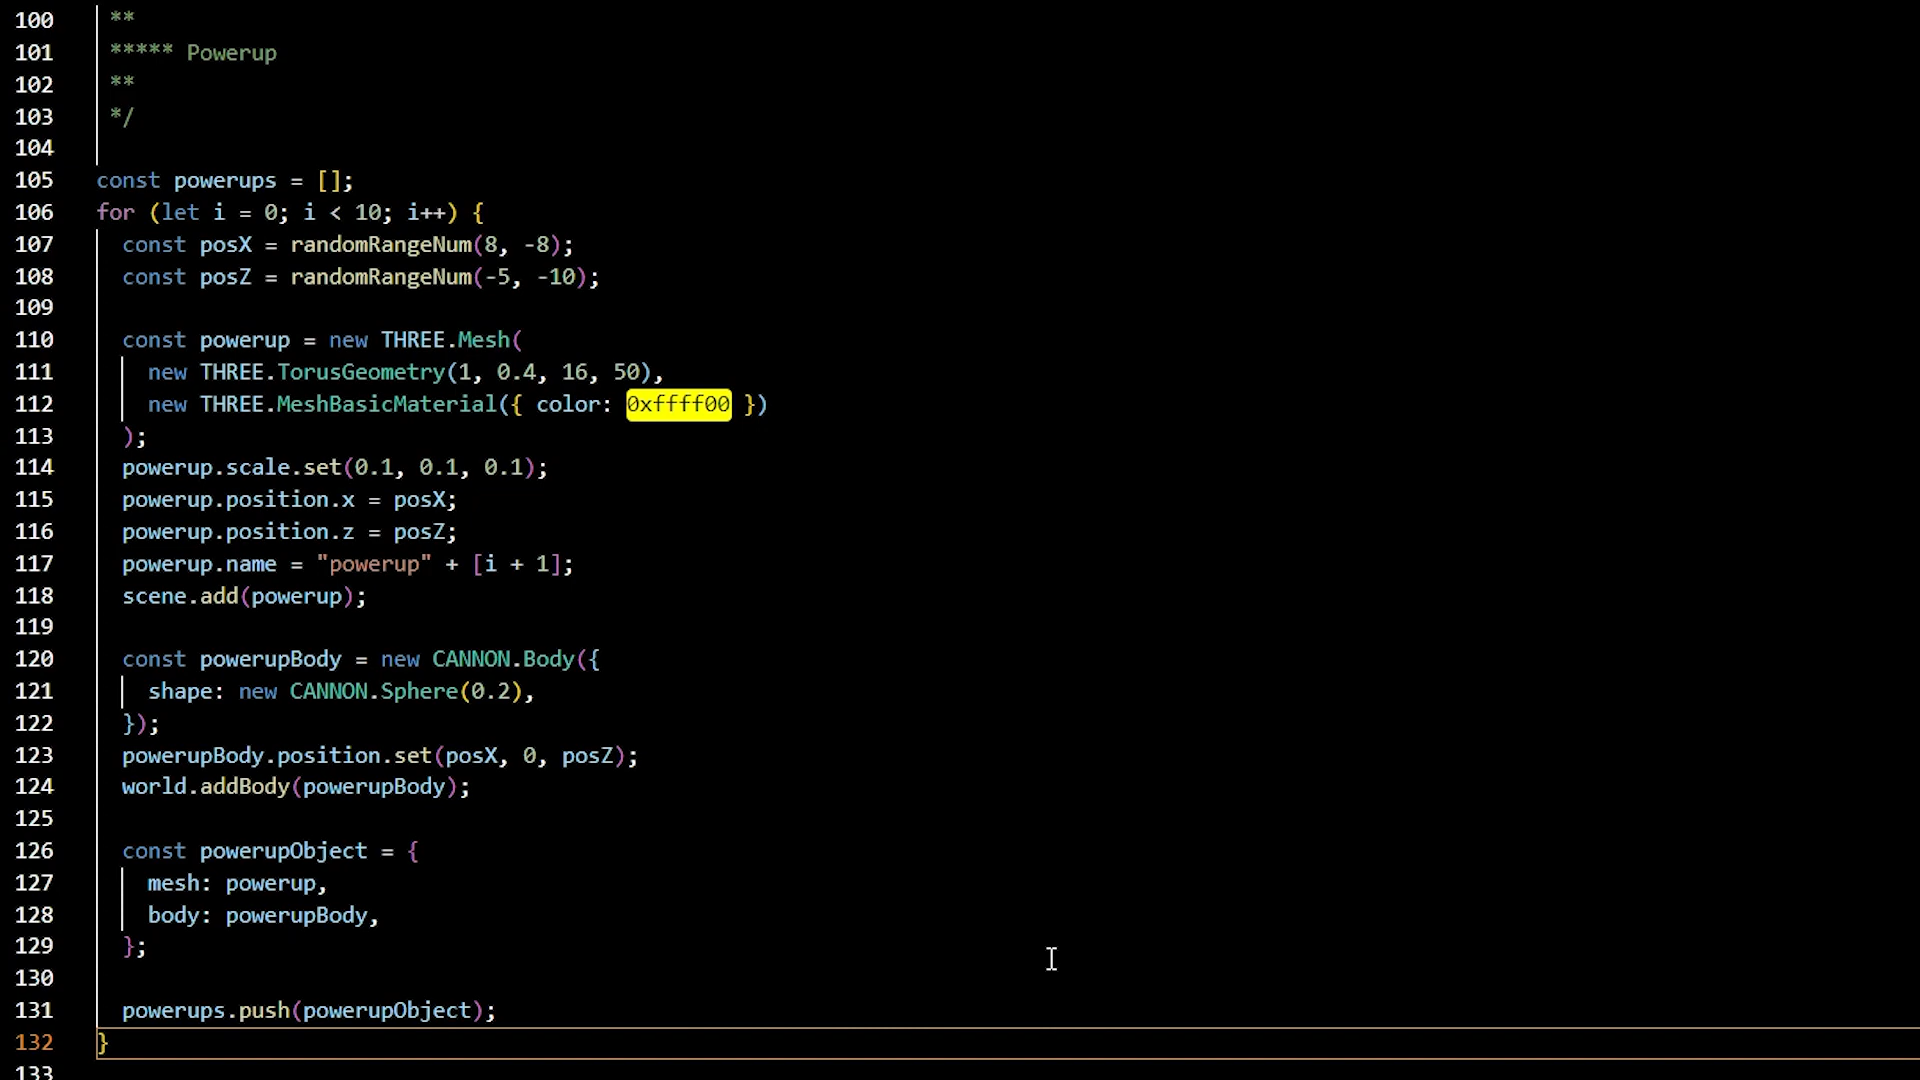 100 **
101 ***** Powerup
102 **
103 */
104
105 const powerups = [];
106 for (let i = 0; i < 10; i++) {
107 const posX = randomRangeNum(8, -8);
108 const posZ = randomRangeNum(-5, -10);
109
110 const powerup = new THREE.Mesh(
111 new THREE.TorusGeometry(1, 0.4, 16, 50),
112 new THREE.MeshBasicMaterial({ color: 0xffff00 })
113 );
114 powerup.scale.set(0.1, 0.1, 0.1);
115 powerup.position.x = posX;
116 powerup.position.z = posZ;
117 powerup.name = "powerup" + [i + 1];
118 scene.add(powerup);
119
120 const powerupBody = new CANNON.Body({
121 shape: new CANNON.Sphere(0.2),
122 });
123 powerupBody.position.set(posX, 0, posZ);
124 world.addBody(powerupBody);
125
126 const powerupObject = {
127 mesh: powerup,
128 body: powerupBody,
129 };
130
131 powerups.push(powerupObject);
132 }
133